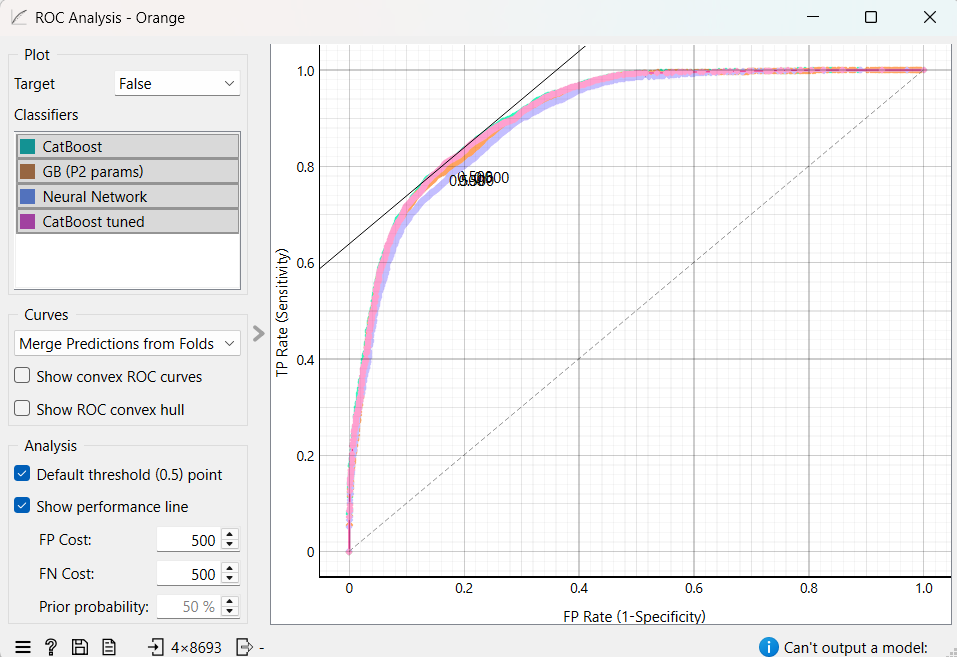 ROC Analysis - Orange
Plot
Target False
Classifiers
CatBoost
GB (P2 params)
Neural Network
CatBoost tuned
Curves
Merge Predictions from Folds
Show convex ROC curves
Show ROC convex hull
Analysis
Default threshold (0.5) point
Show performance line
FP Cost: 500
FN Cost: 500
Prior probability: 50 %
4×8693 -
TP Rate (Sensitivity)
1.0
0.8
0.6
0.4
0.2
0
0 0.2 0.4 0.6 0.8 1.0
FP Rate (1-Specificity)
Can't output a model: